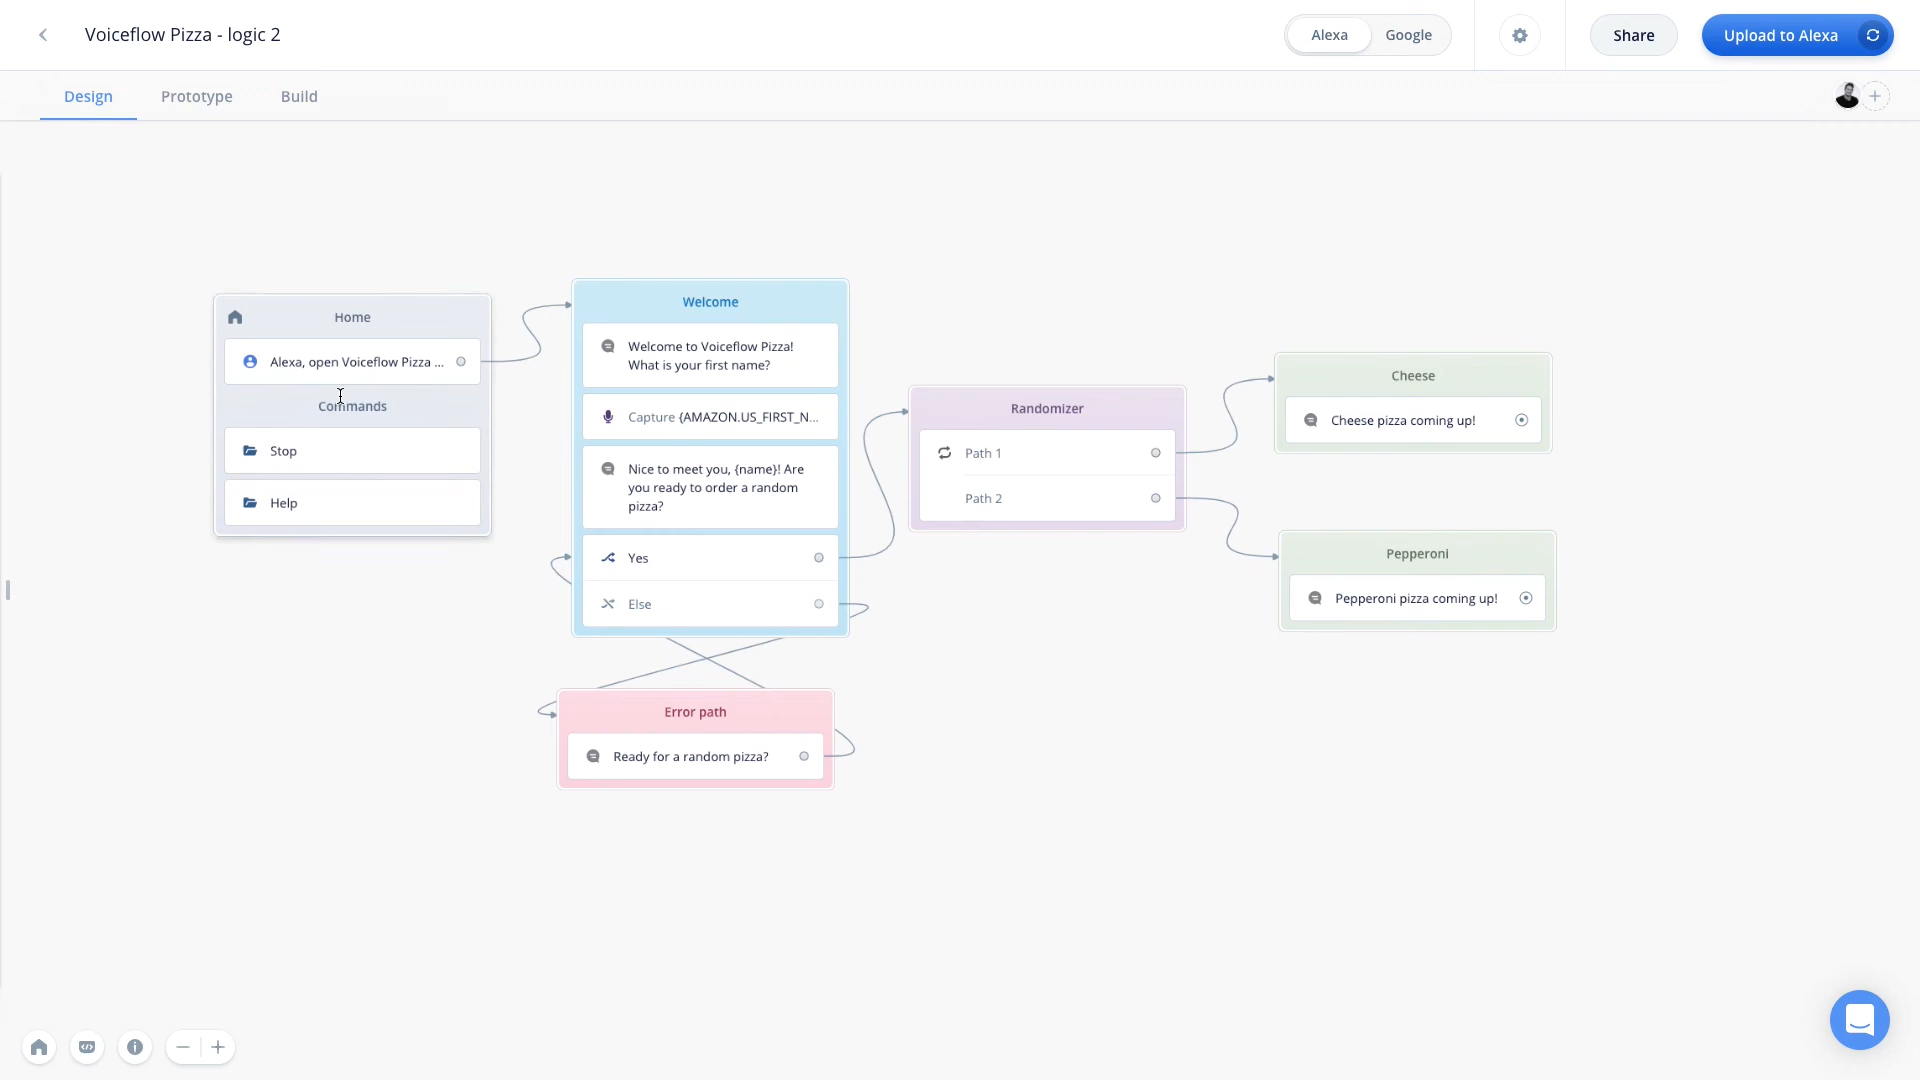 Voiceflow Pizza - logic 2
Alexa
Google
Share
Upload to Alexa
Design
Prototype
Build
Home
Alexa, open Voiceflow Pizza ...
Commands
Stop
Help
Welcome
Welcome to Voiceflow Pizza!
What is your first name?
Capture {AMAZON.US_FIRST_N...
Nice to meet you, {name}! Are
you ready to order a random
pizza?
Yes
Else
Error path
Ready for a random pizza?
Randomizer
Path 1
Path 2
Cheese
Cheese pizza coming up!
Pepperoni
Pepperoni pizza coming up!